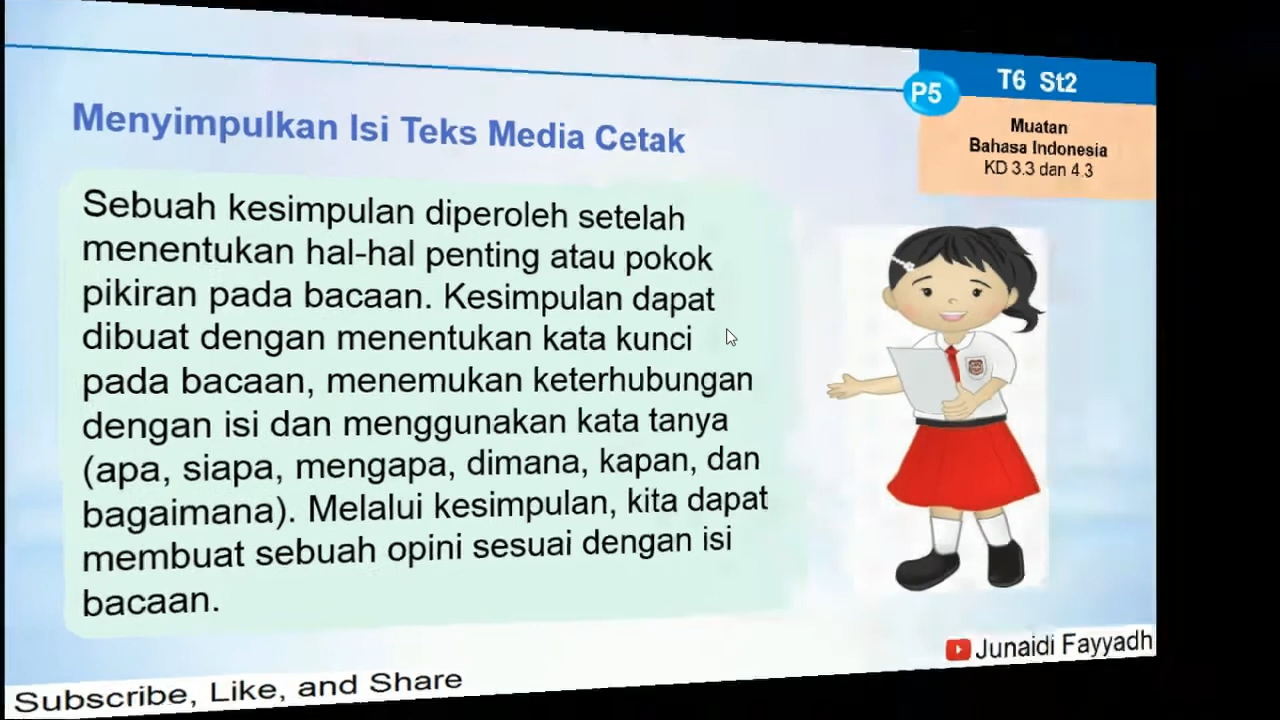 P5
T6 St2
Muatan
Bahasa Indonesia
KD 3.3 dan 4.3
Menyimpulkan Isi Teks Media Cetak
Sebuah kesimpulan diperoleh setelah
menentukan hal-hal penting atau pokok
pikiran pada bacaan. Kesimpulan dapat
dibuat dengan menentukan kata kunci
pada bacaan, menemukan keterhubungan
dengan isi dan menggunakan kata tanya
(apa, siapa, mengapa, dimana, kapan, dan
bagaimana). Melalui kesimpulan, kita dapat
membuat sebuah opini sesuai dengan isi
bacaan.
Junaidi Fayyadh
Subscribe, Like, and Share